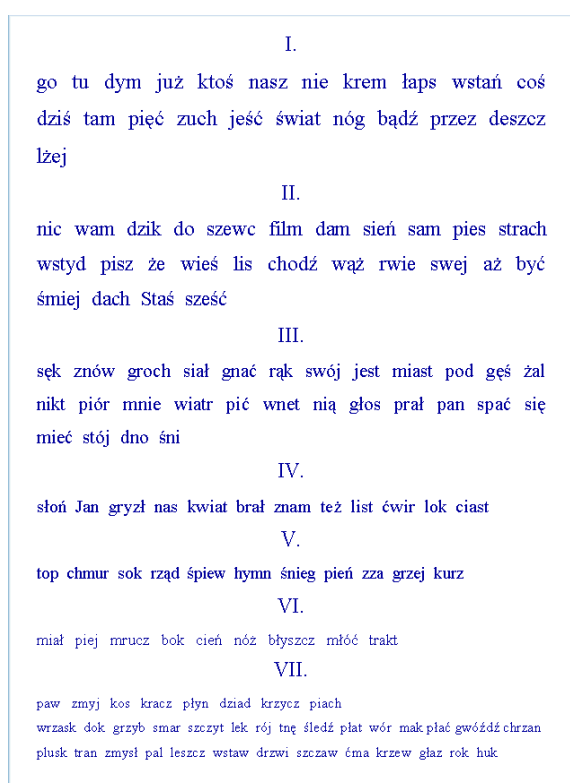 I.
go tu dym już ktoś nasz nie krem łaps wstań coś
dziś tam pięć zuch jeść świat nóg bądź przez deszcz
lżej
II.
nic wam dzik do szewc film dam sień sam pies strach
wstyd pisz że wieś lis chodź wąż rwie swej aż być
śmiej dach Staś sześć
III.
sęk znów groch siał gnać rąk swój jest miast pod gęś żal
nikt piór mnie wiatr pić wnet nią głos prał pan spać się
mieć stój dno śni
IV.
słoń Jan gryzł nas kwiat brał znam też list ćwir lok ciast
V.
top chmur sok rząd śpiew hymn śnieg pień zza grzej kurz
VI.
miał piej mrucz bok cień nóż błyszcz młóć trakt
VII.
paw zmyj kos kracz płyn dziad krzycz piach
wrzask dok grzyb smar szczyt lek rój tnę śledź płat wór mak płać gwóźdź chrzan
plusk tran zmysł pal leszcz wstaw drzwi szczaw ćma krzew głaz rok huk